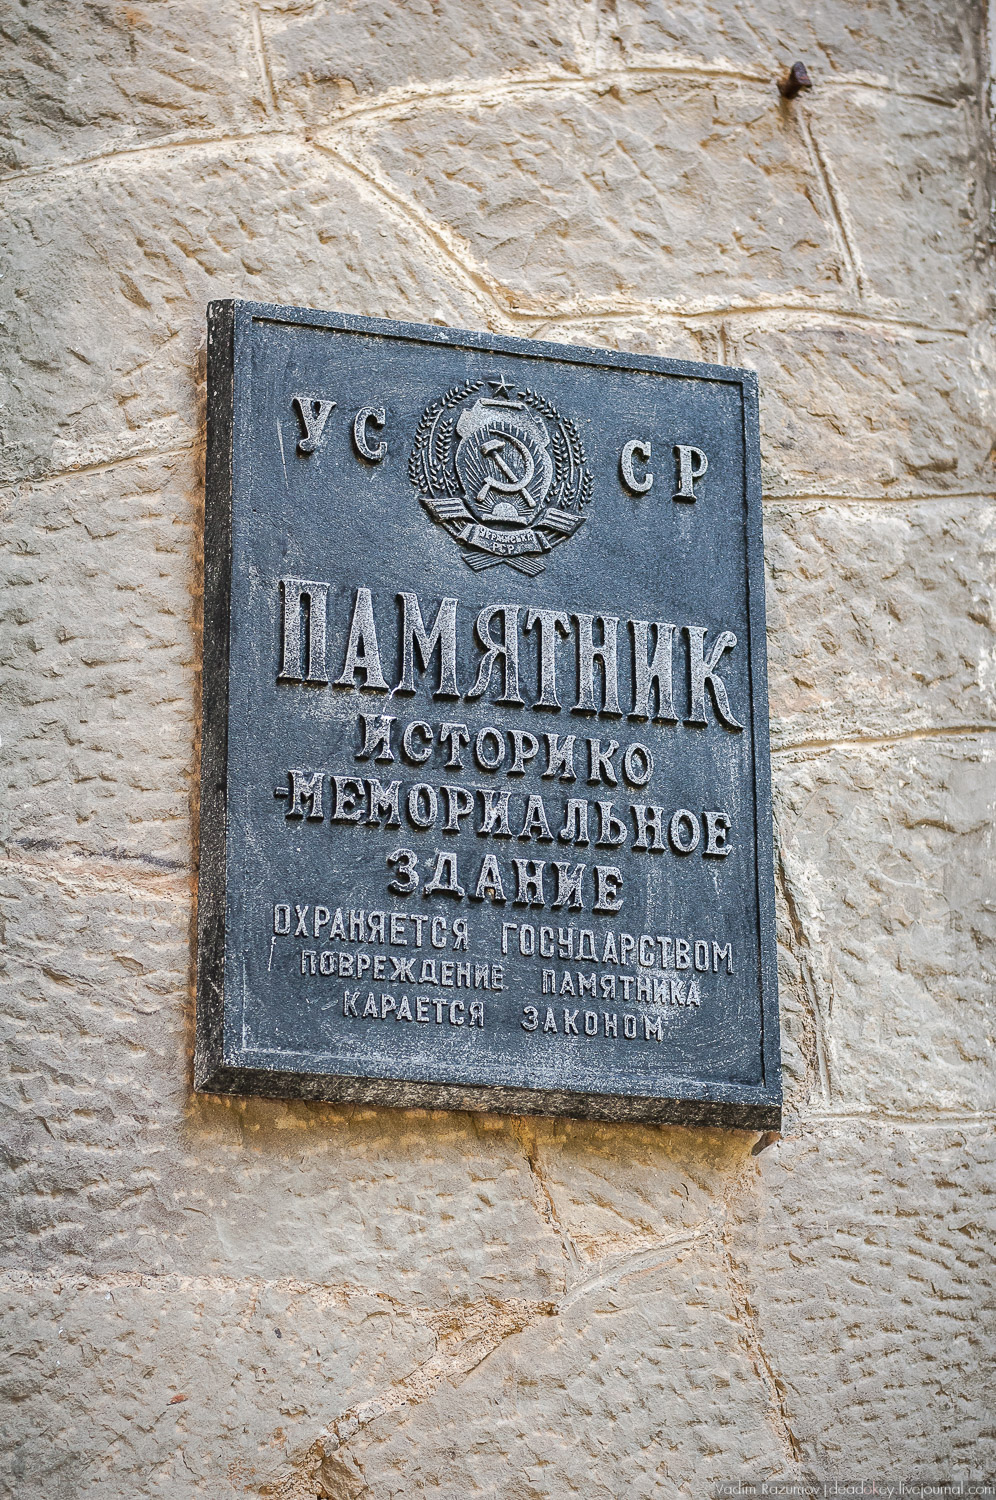 УС СР
ПАМЯТНИК
ИСТОРИКО
-МЕМОРИАЛЬНОЕ
ЗДАНИЕ
ОХРАНЯЕТСЯ ГОСУДАРСТВОМ
ПОВРЕЖДЕНИЕ ПАМЯТНИКА
КАРАЕТСЯ ЗАКОНОМ
Vadim Razumov | deadokey.livejournal.com